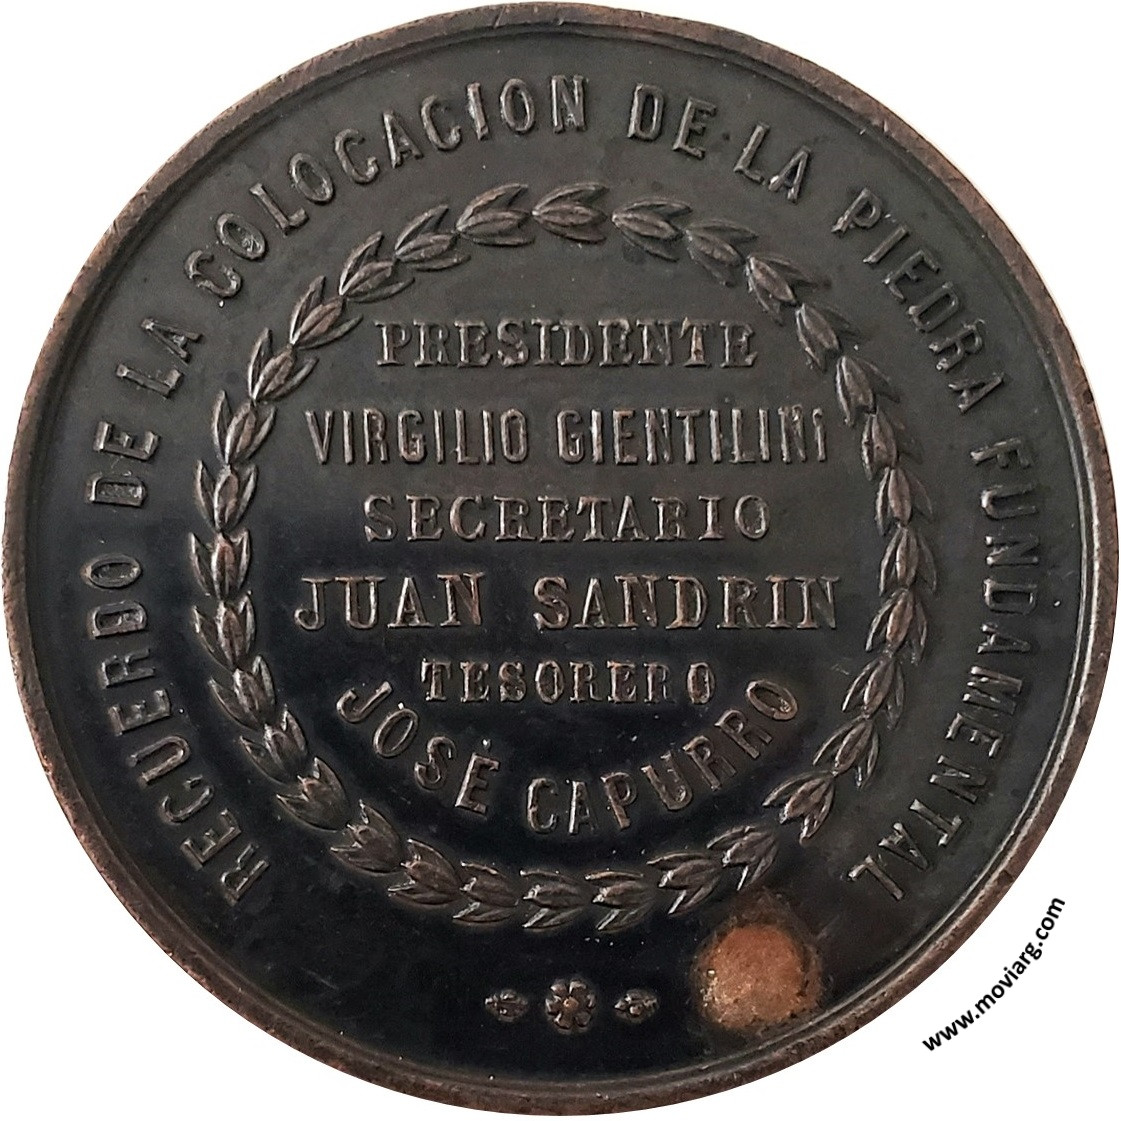 RECUERDO DE LA COLOCACION DE LA PIEDRA FUNDAMENTAL
PRESIDENTE
VIRGILIO GIENTILINi
SECRETARIO
JUAN SANDRIN
TESORERO
JOSÉ CAPURRO
www.moviarg.com